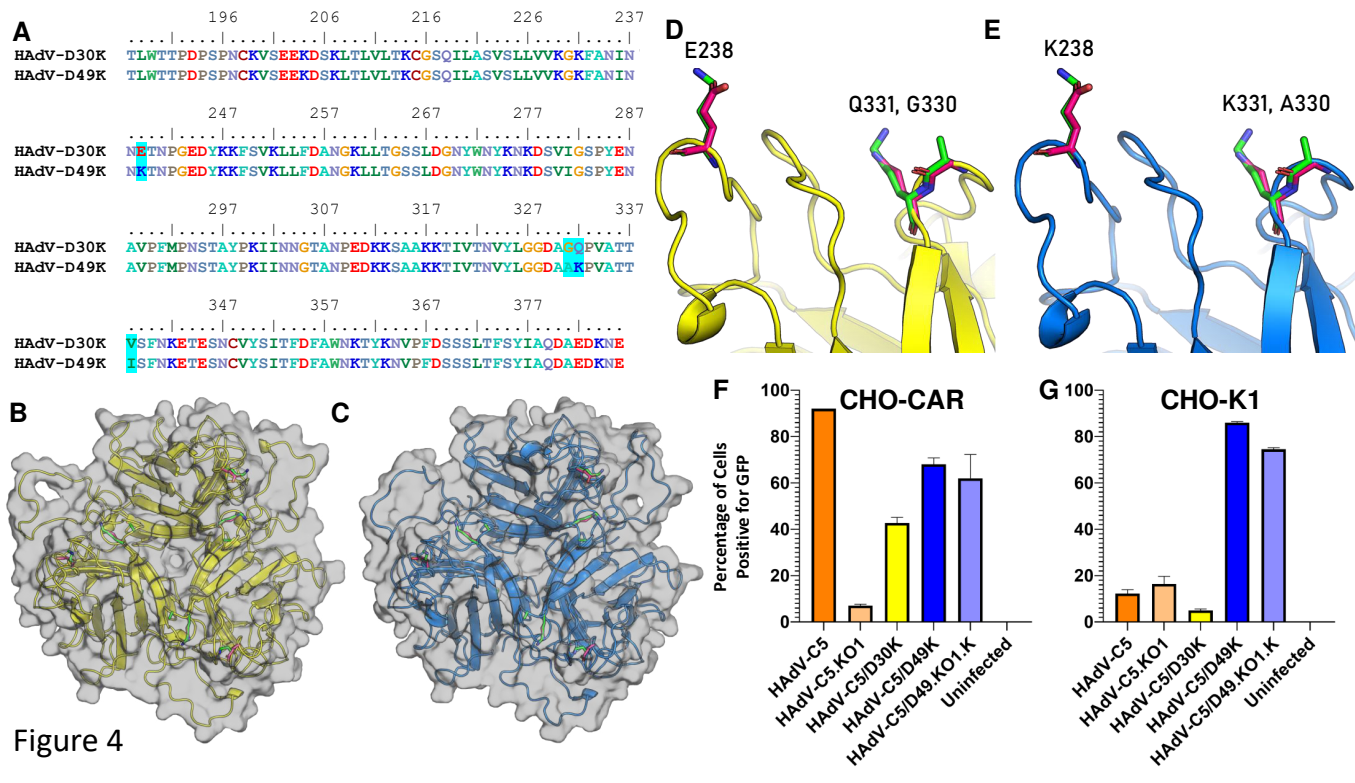 A
196 206 216 226 237
HAdV-D30K TLWTTPDPSPNCKVSEEKDSKLTLVLTKCGSQILASVSLLVVKGKFANIN
HAdV-D49K TLWTTPDPSPNCKVSEEKDSKLTLVLTKCGSQILASVSLLVVKGKFANIN
247 257 267 277 287
HAdV-D30K NETNPGEDYKKFSVKLLFDANGKLLTGSSLDGNYWNYKNKDSVIGSPYEN
HAdV-D49K NKTNPGEDYKKFSVKLLFDANGKLLTGSSLDGNYWNYKNKDSVIGSPYEN
297 307 317 327 337
HAdV-D30K AVPFMPNSTAYPKIINNGTANPEDKKSAAKKTIVTNVYLGGDAGQPVATT
HAdV-D49K AVPFMPNSTAYPKIINNGTANPEDKKSAAKKTIVTNVYLGGDAAKPVATT
347 357 367 377
HAdV-D30K VSFNKETESNCVYSITFDFAWNKTYKNVPFDSSSLTFSYIAQDAEDKNE
HAdV-D49K ISFNKETESNCVYSITFDFAWNKTYKNVPFDSSSLTFSYIAQDAEDKNE
B
C
D
E238
Q331, G330
E
K238
K331, A330
F
CHO-CAR
Percentage of Cells
Positive for GFP
100
80
60
40
20
0
HAdV-C5
HAdV-C5.KO1
HAdV-C5/D30K
HAdV-C5/D49K
HAdV-C5/D49.KO1.K
Uninfected
G
CHO-K1
100
80
60
40
20
0
HAdV-C5
HAdV-C5.KO1
HAdV-C5/D30K
HAdV-C5/D49K
HAdV-C5/D49.KO1.K
Uninfected
Figure 4